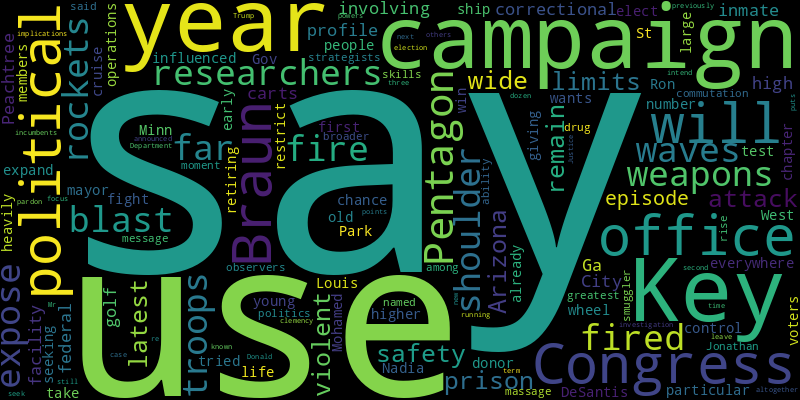 said
operations
Trump
year
involving
ship
correctional
elect
previously
powers
implications
political
rockets
cruise
members
Peachtree
influenced
Gov
profile
people
strategists
campaign
St
large
inmate
election
others
researchers
skills
three
wide
limits
Ron
high
commutation
intend
carts
early
Minn
far
restrict
first
broader
fire
Pentagon
win
dozen
wants
number
will
puts
incumbents
announced
Department
moment
retiring
say
remain
giving
drug
waves
test
chapter
Justice
weapons
expand
mayor
fight
Braun
chance
old
points
shoulder
ability
episode
attack
heavily
blast
message
Park
Arizona
office
West
rise
observers
among
already
Ga
everywhere
expose
pardon
focus
Mr
use
Louis
young
named
higher
City
second
greatest
wheel
smuggler
time
Key
facility
seeking
federal
golf
latest
troops
politics
clemency
violent
Mohamed
new
running
fired
control
Jonathan
voters
investigation
leave
case
re
tried
known
Donald
safety
donor
Congress
still
take
life
term
Nadia
prison
massage
DeSantis
particular
altogether
seek